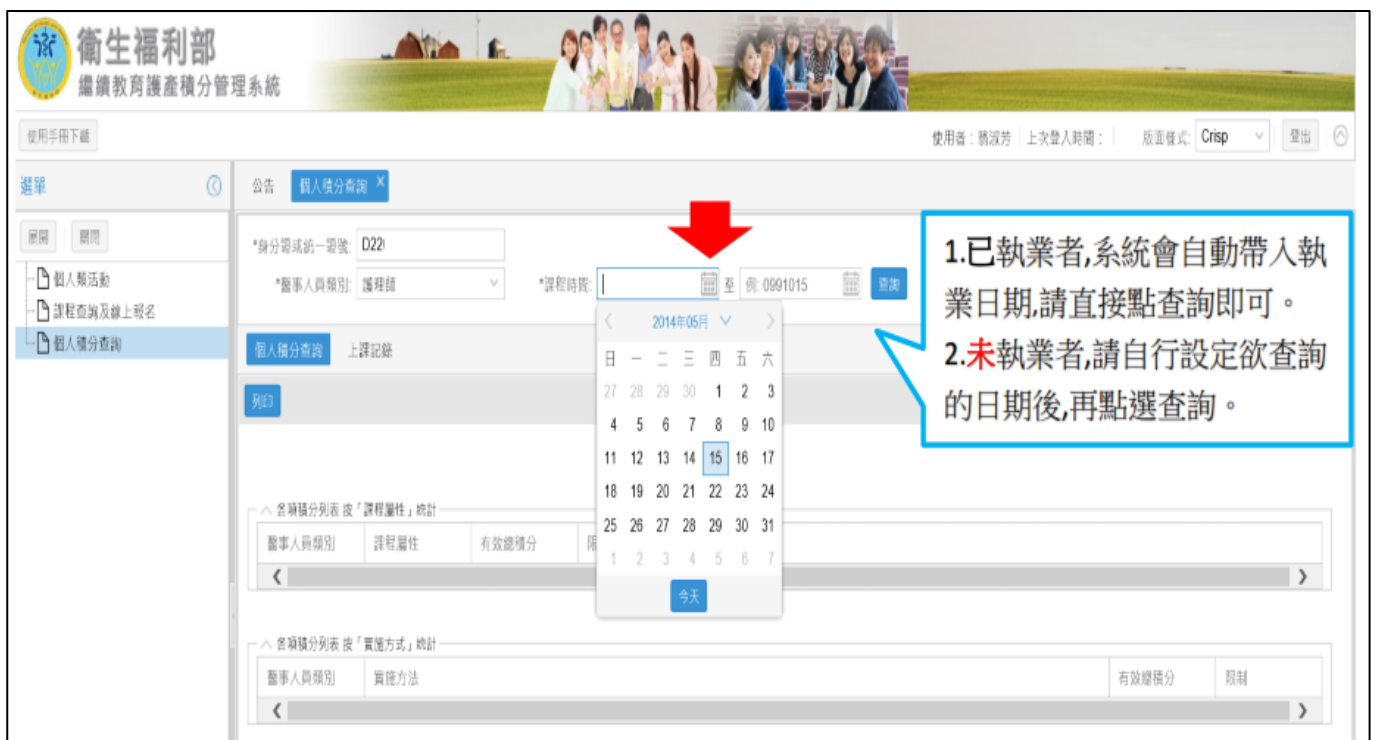 衛生福利部
繼續教育護產積分管理系統
使用手冊下載
使用者：翁淑芳 上次登入時間： 版面樣式: Crisp 登出
選單
公告 個人積分查詢 X
展開 關閉
個人類活動
課程查詢及線上報名
個人積分查詢
*身分證或統一證號: D22
*醫事人員類別: 護理師 *課程時間: 至 例: 0991015 查詢
2014年05月
日 一 二 三 四 五 六
27 28 29 30 1 2 3
4 5 6 7 8 9 10
11 12 13 14 15 16 17
18 19 20 21 22 23 24
25 26 27 28 29 30 31
1 2 3 4 5 6 7
今天
1.已執業者,系統會自動帶入執
業日期,請直接點查詢即可。
2.未執業者,請自行設定欲查詢
的日期後,再點選查詢。
個人積分查詢 上課記錄
列印
各項積分列表 按「課程屬性」統計
醫事人員類別 課程屬性 有效總積分 限
各項積分列表 按「實施方式」統計
醫事人員類別 實施方法 有效總積分 限制